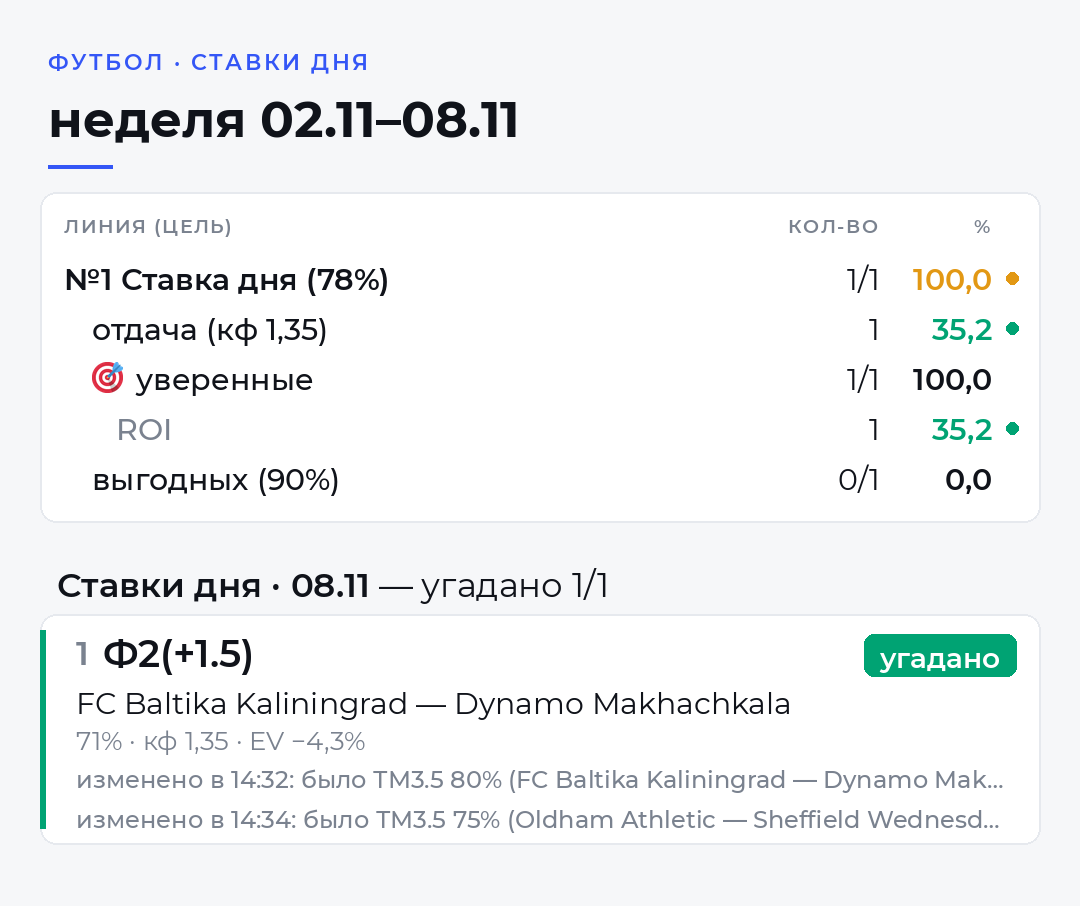 ФУТБОЛ · СТАВКИ ДНЯ
неделя 02.11–08.11
ЛИНИЯ (ЦЕЛЬ) КОЛ-ВО %
№1 Ставка дня (78%) 1/1 100,0
отдача (кф 1,35) 1 35,2
уверенные 1/1 100,0
ROI 1 35,2
выгодных (90%) 0/1 0,0
Ставки дня · 08.11 — угадано 1/1
1 Ф2(+1.5) угадано
FC Baltika Kaliningrad — Dynamo Makhachkala
71% · кф 1,35 · EV −4,3%
изменено в 14:32: было ТМ3.5 80% (FC Baltika Kaliningrad — Dynamo Mak...
изменено в 14:34: было ТМ3.5 75% (Oldham Athletic — Sheffield Wednesd...